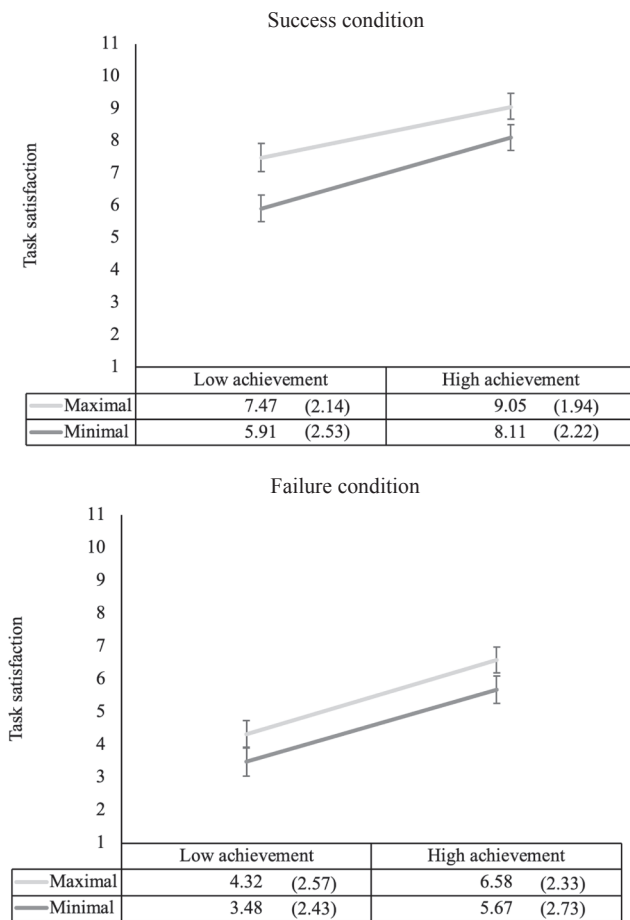 Success condition
11
10
9
8
7
6
5
4
3
2
1
Task satisfaction
Low achievement High achievement
Maximal 7.47 (2.14) 9.05 (1.94)
Minimal 5.91 (2.53) 8.11 (2.22)
Failure condition
11
10
9
8
7
6
5
4
3
2
1
Task satisfaction
Low achievement High achievement
Maximal 4.32 (2.57) 6.58 (2.33)
Minimal 3.48 (2.43) 5.67 (2.73)